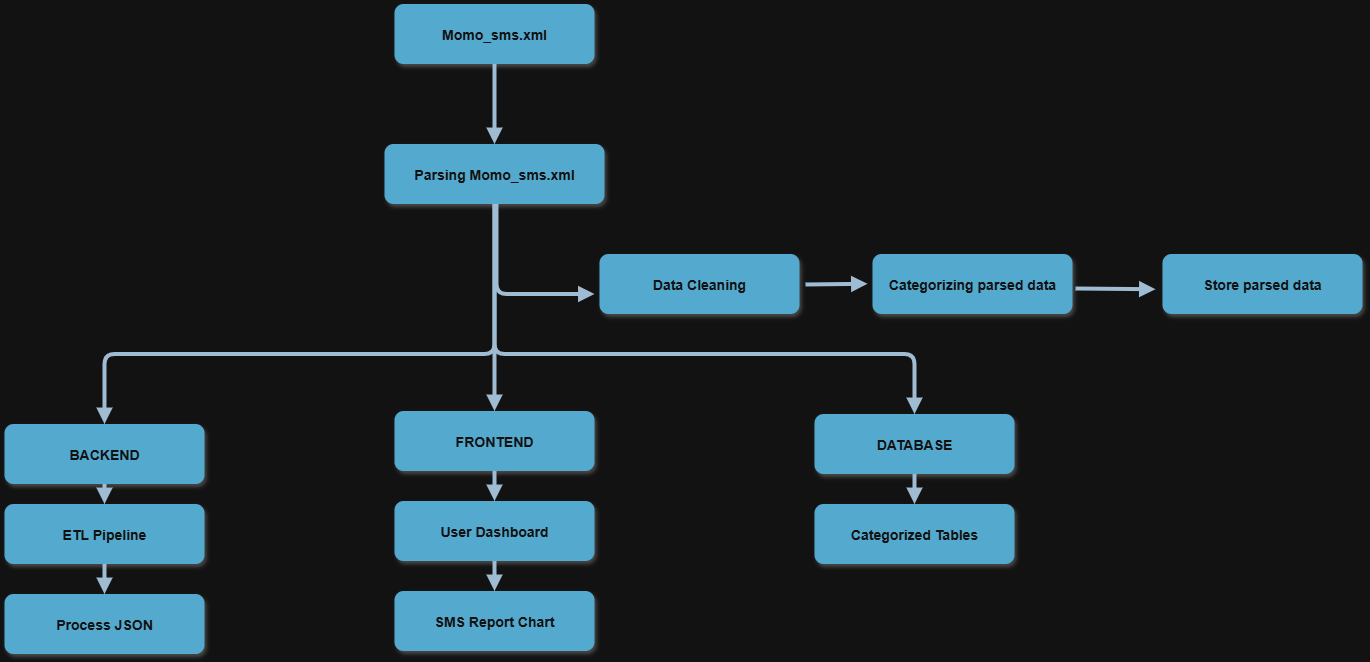 Momo_sms.xml
Parsing Momo_sms.xml
Data Cleaning
Categorizing parsed data
Store parsed data
BACKEND
FRONTEND
DATABASE
ETL Pipeline
User Dashboard
Categorized Tables
Process JSON
SMS Report Chart